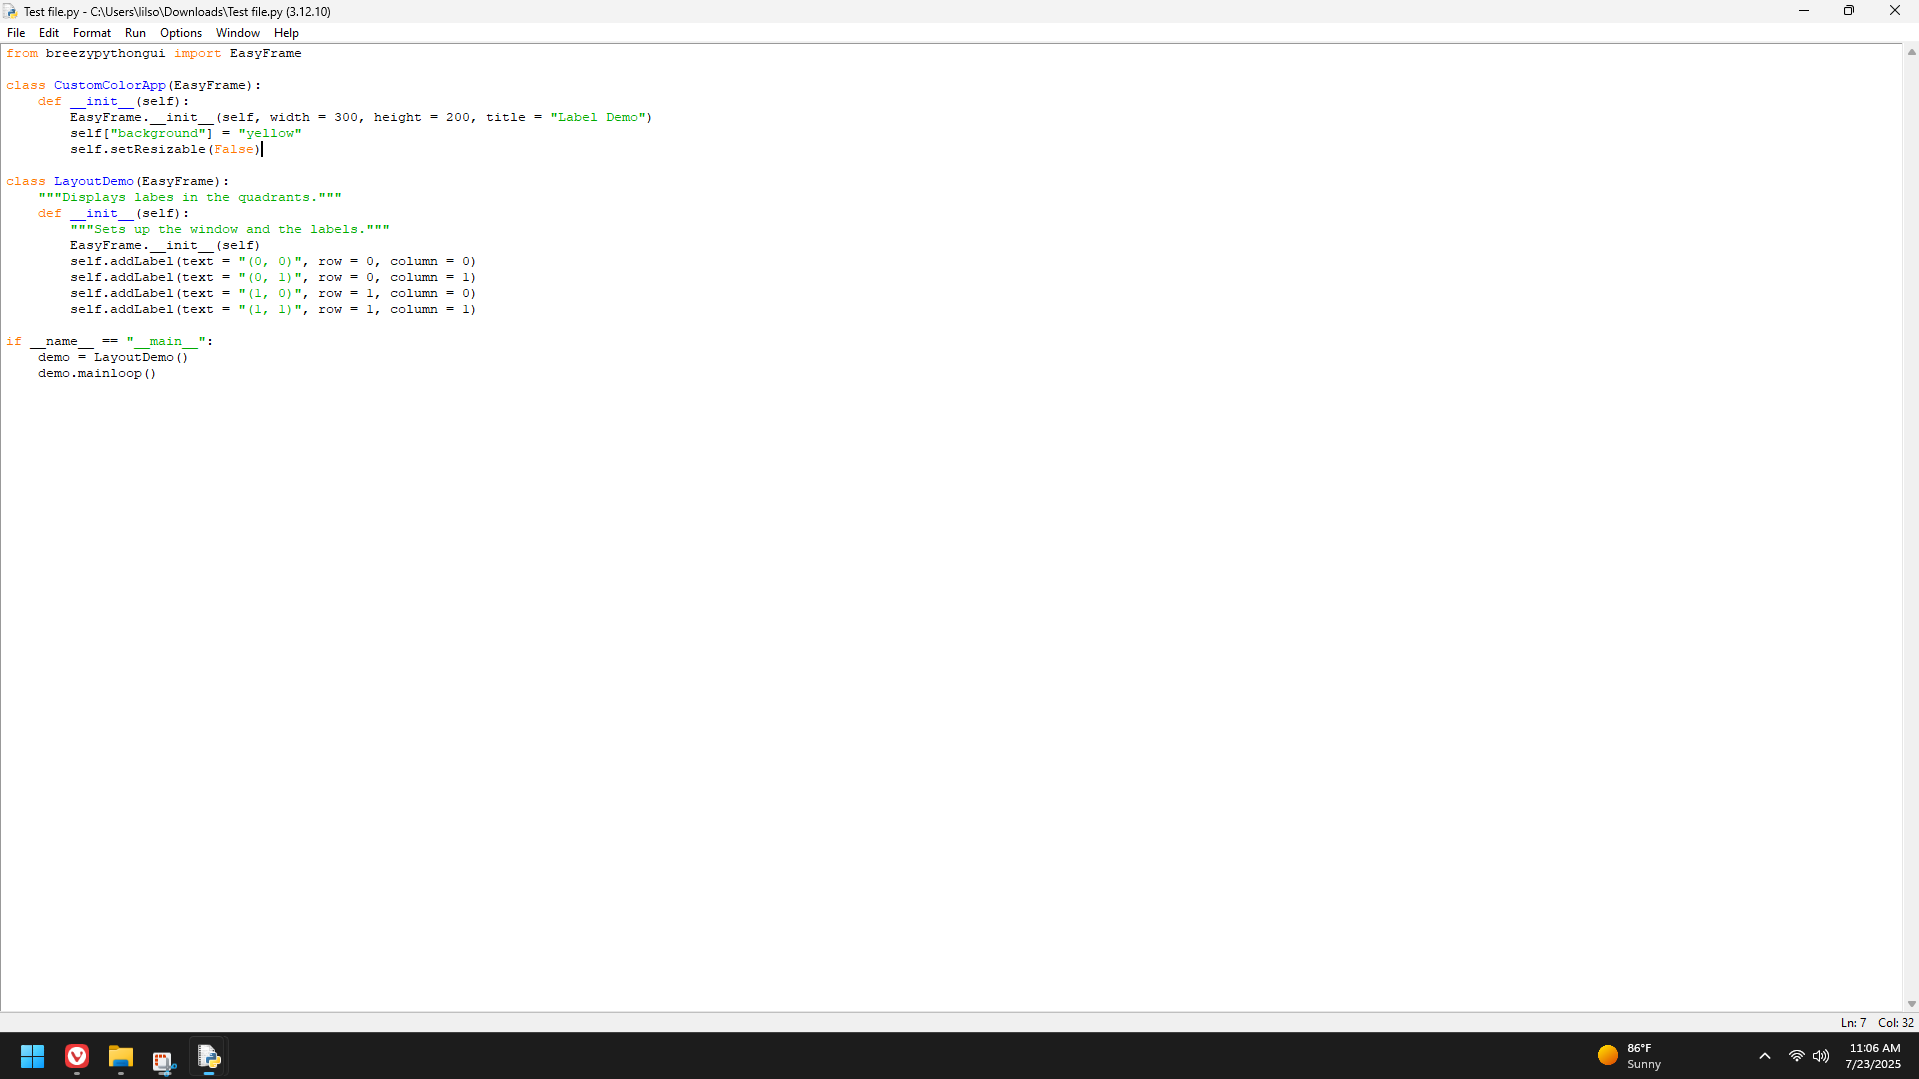 Test file.py - C:\Users\lilso\Downloads\Test file.py (3.12.10)
File Edit Format Run Options Window Help
from breezypythongui import EasyFrame
class CustomColorApp(EasyFrame):
    def __init__(self):
        EasyFrame.__init__(self, width = 300, height = 200, title = "Label Demo")
        self["background"] = "yellow"
        self.setResizable(False)
class LayoutDemo(EasyFrame):
    """Displays labes in the quadrants."""
    def __init__(self):
        """Sets up the window and the labels."""
        EasyFrame.__init__(self)
        self.addLabel(text = "(0, 0)", row = 0, column = 0)
        self.addLabel(text = "(0, 1)", row = 0, column = 1)
        self.addLabel(text = "(1, 0)", row = 1, column = 0)
        self.addLabel(text = "(1, 1)", row = 1, column = 1)
if __name__ == "__main__":
    demo = LayoutDemo()
    demo.mainloop()
Ln: 7 Col: 32
86°F
Sunny
11:06 AM
7/23/2025